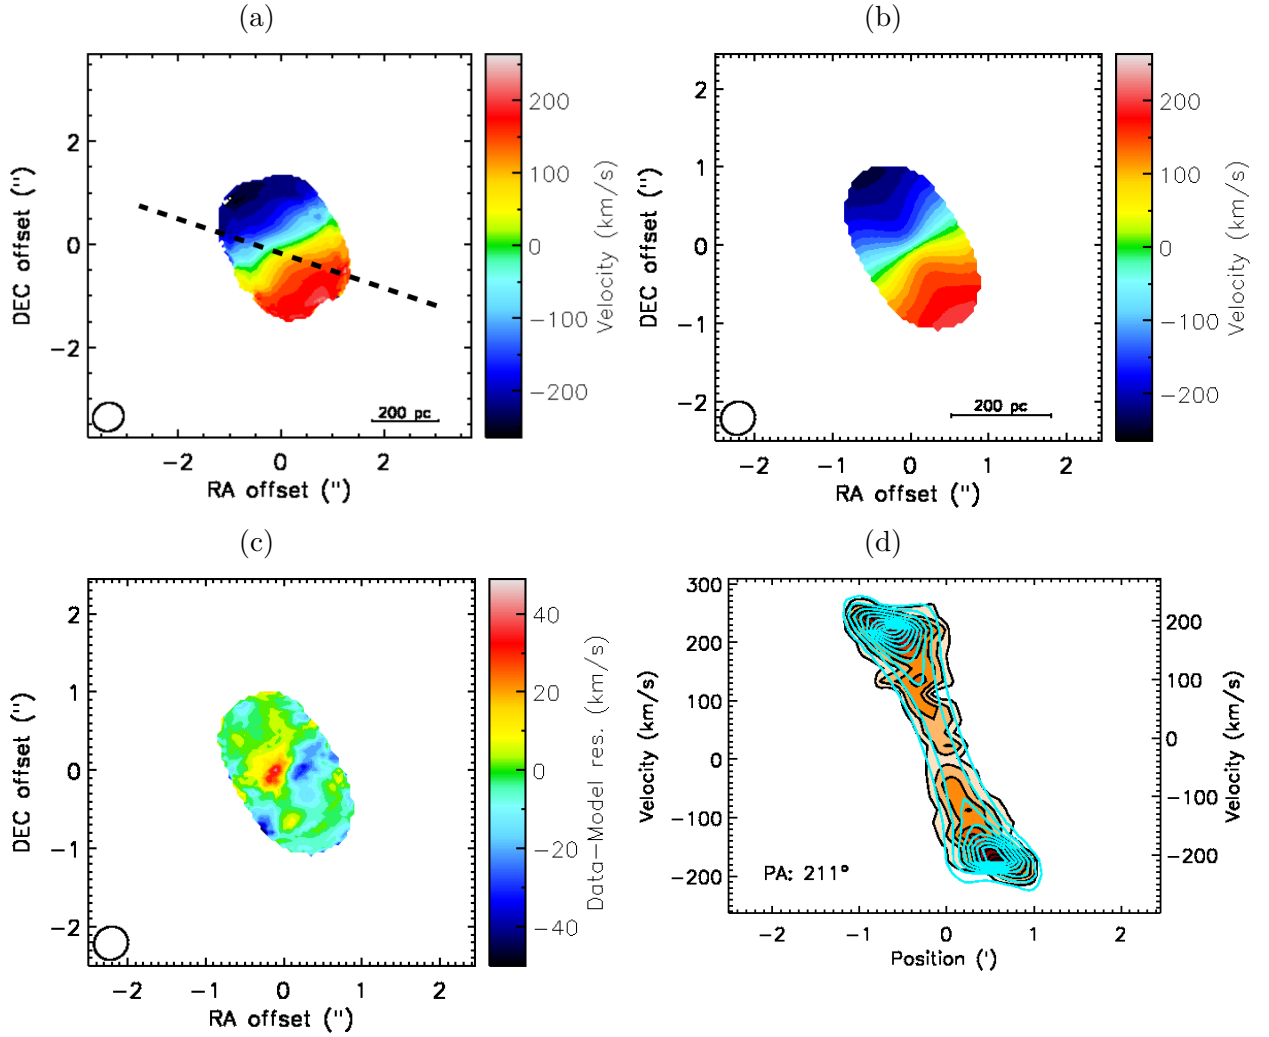 (a)
(b)
2
0
−2
DEC offset ('')
−2 0 2
RA offset ('')
200 pc
200
100
0
−100
−200
Velocity (km/s)
2
1
0
−1
−2
DEC offset ('')
−2 −1 0 1 2
RA offset ('')
200 pc
200
100
0
−100
−200
Velocity (km/s)
(c)
(d)
2
1
0
−1
−2
DEC offset ('')
−2 −1 0 1 2
RA offset ('')
40
20
0
−20
−40
Data−Model res. (km/s)
300
200
100
0
−100
−200
Velocity (km/s)
PA: 211°
−2 −1 0 1 2
Position (')
200
100
0
−100
−200
Velocity (km/s)